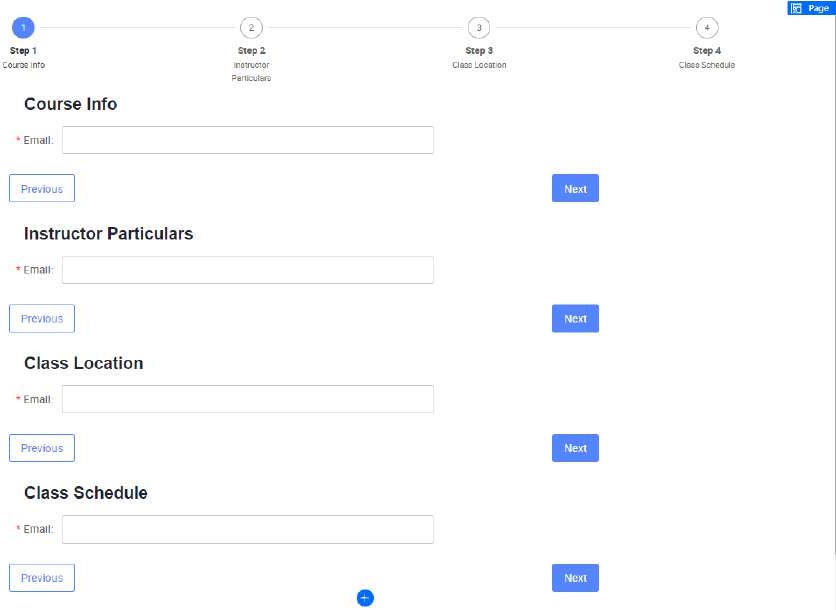 Page
1 2 3 4
Step 1 Step 2 Step 3 Step 4
Course Info Instructor Class Location Class Schedule
Particulars
Course Info
* Email:
Previous Next
Instructor Particulars
* Email:
Previous Next
Class Location
* Email:
Previous Next
Class Schedule
* Email:
Previous Next